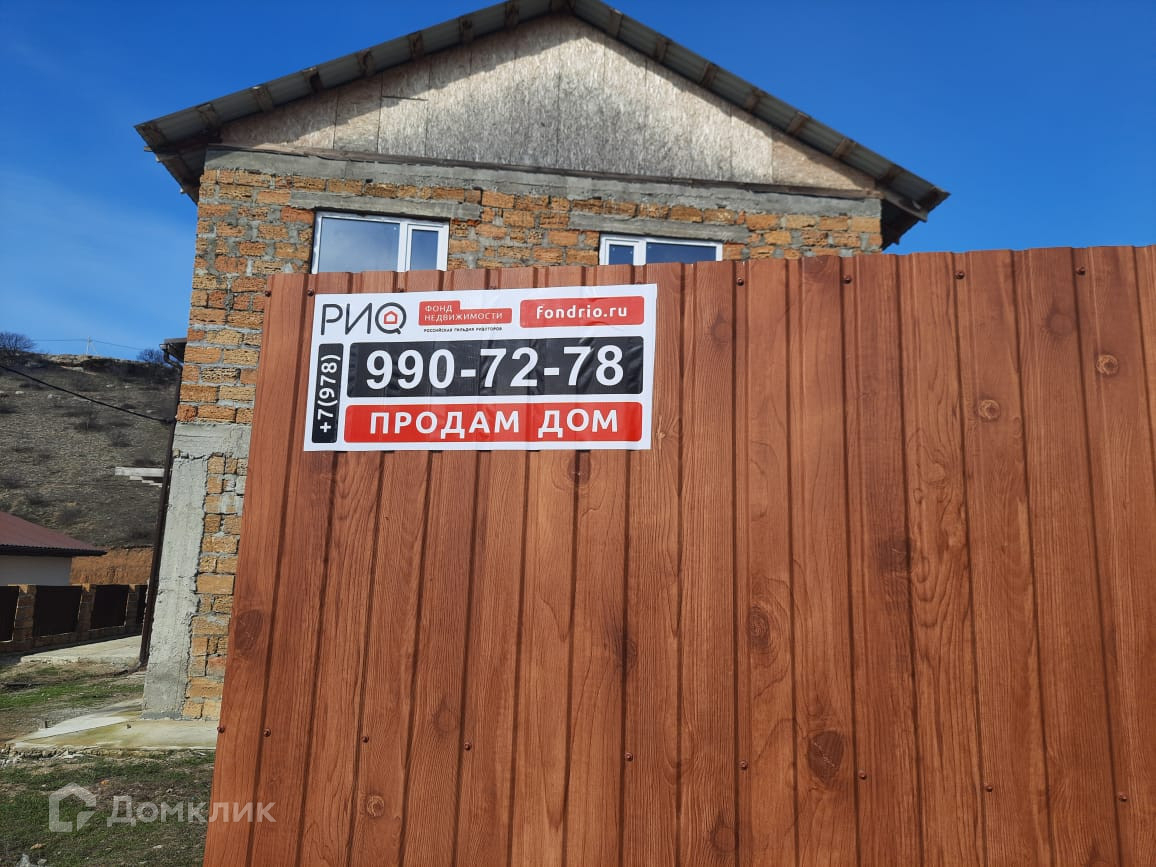 РИО ФОНД НЕДВИЖИМОСТИ fondrio.ru
РОССИЙСКАЯ ГИЛЬДИЯ РИЭЛТОРОВ
+7(978) 990-72-78
ПРОДАМ ДОМ
Домклик